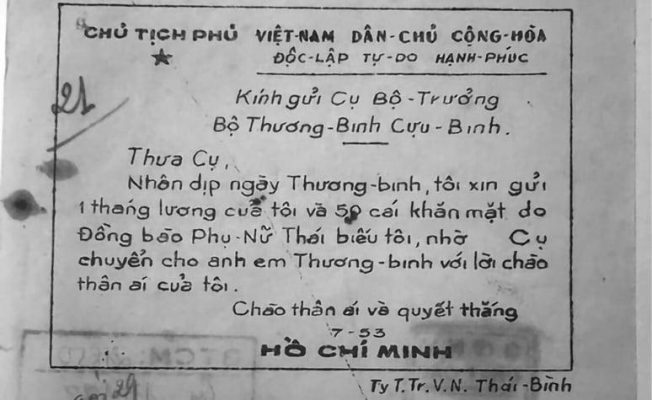 CHỦ TỊCH PHỦ VIỆT-NAM DÂN-CHỦ CỘNG-HÒA
ĐỘC-LẬP TỰ-DO HẠNH-PHÚC
21
Kính gửi Cụ Bộ-Trưởng
Bộ Thương-Binh Cựu-Binh.
Thưa Cụ,
Nhân dịp ngày Thương-binh, tôi xin gửi
1 tháng lương của tôi và 50 cái khăn mặt do
Đồng bào Phụ-Nữ Thái biếu tôi, nhờ Cụ
chuyển cho anh em Thương-binh với lời chào
thân ái của tôi.
Chào thân ái và quyết thắng
7-53
HỒ CHÍ MINH
Ty T.Tr.V.N. Thái-Bình